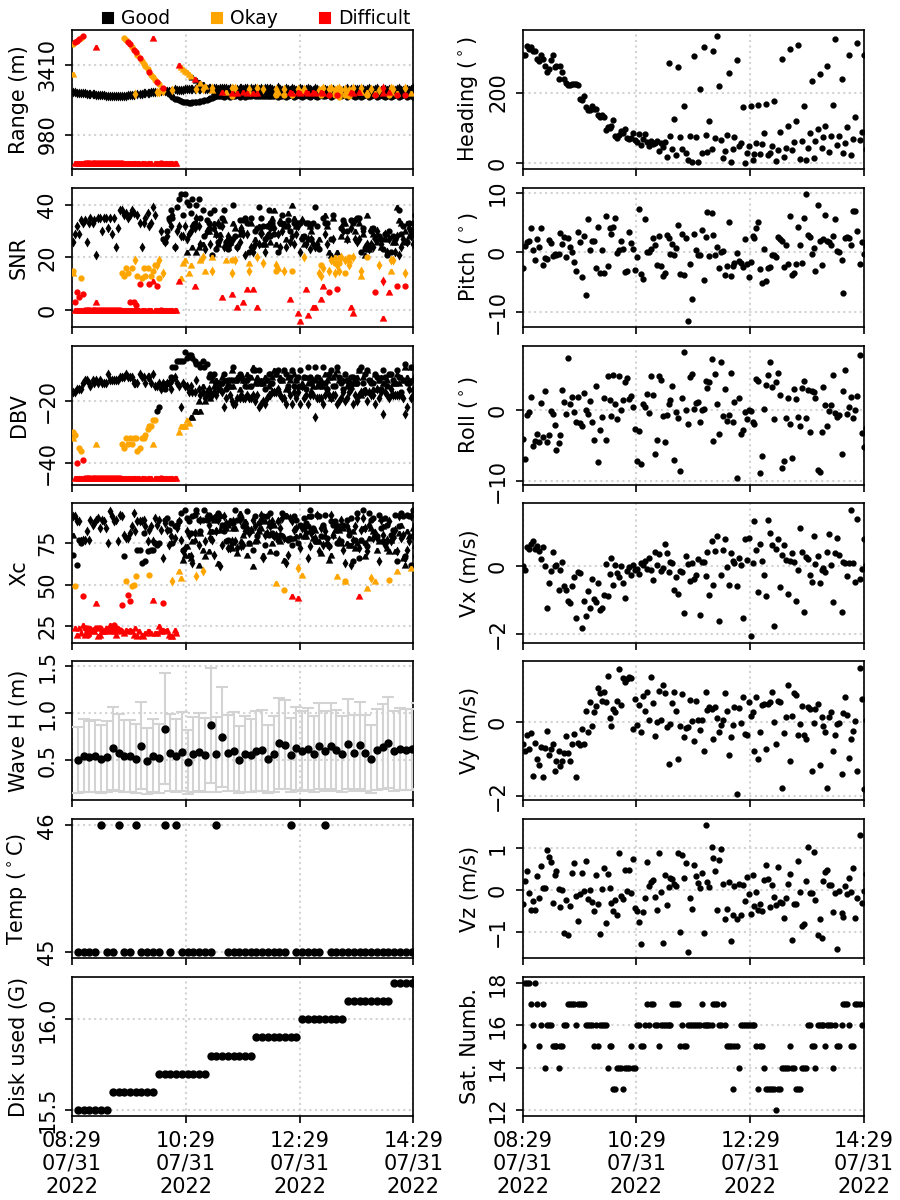 Good Okay Difficult
Range (m)
3410
980
Heading (°)
200
0
SNR
40
20
0
Pitch (°)
10
0
−10
DBV
−20
−40
Roll (°)
0
−10
Xc
75
50
25
Vx (m/s)
0
−2
Wave H (m)
1.5
1.0
0.5
Vy (m/s)
0
−2
Temp (°C)
46
45
Vz (m/s)
1
0
−1
Disk used (G)
16.0
15.5
Sat. Numb.
18
16
14
12
08:29 10:29 12:29 14:29 08:29 10:29 12:29 14:29
07/31 07/31 07/31 07/31 07/31 07/31 07/31 07/31
2022 2022 2022 2022 2022 2022 2022 2022